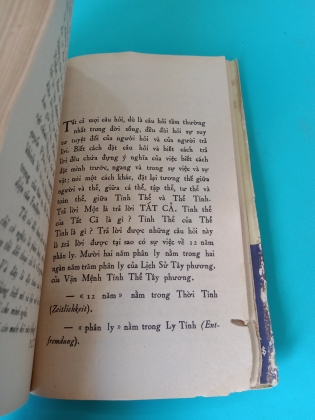 Tất cả mọi câu hỏi, dù là câu hỏi tầm thường
nhất trong đời sống, đều đòi hỏi sự suy
tư tuyệt đối của người hỏi và của người trả
lời. Biết cách đặt câu hỏi và biết cách trả
lời đều chứa đựng ý nghĩa của việc biết cách
đặt mình trước, ngang và trong sự việc và sự
vật: nói một cách khác, đặt lại tương thể giữa
người và thể, giữa cá thể, tập thể, tư thể và
toàn thể, giữa Tính Thể và Thể Tính.
Trả lời Một là trả lời TẤT CẢ. Tính thể
của Tất Cả là gì? Tính Thể của Thể
Tính là gì? Trả lời được những câu hỏi này
là trả lời được tại sao có sự việc về 12 năm
phân ly. Mười hai năm phân ly nằm trong hai
ngàn năm trăm phân ly của Lịch Sử Tây phương,
của Vận Mệnh Tính Thể Tây phương.
— « 12 năm » nằm trong Thời Tính
(Zeitlichkeit).
— « phân ly » nằm trong Ly Tính (Ent-
fremdung).